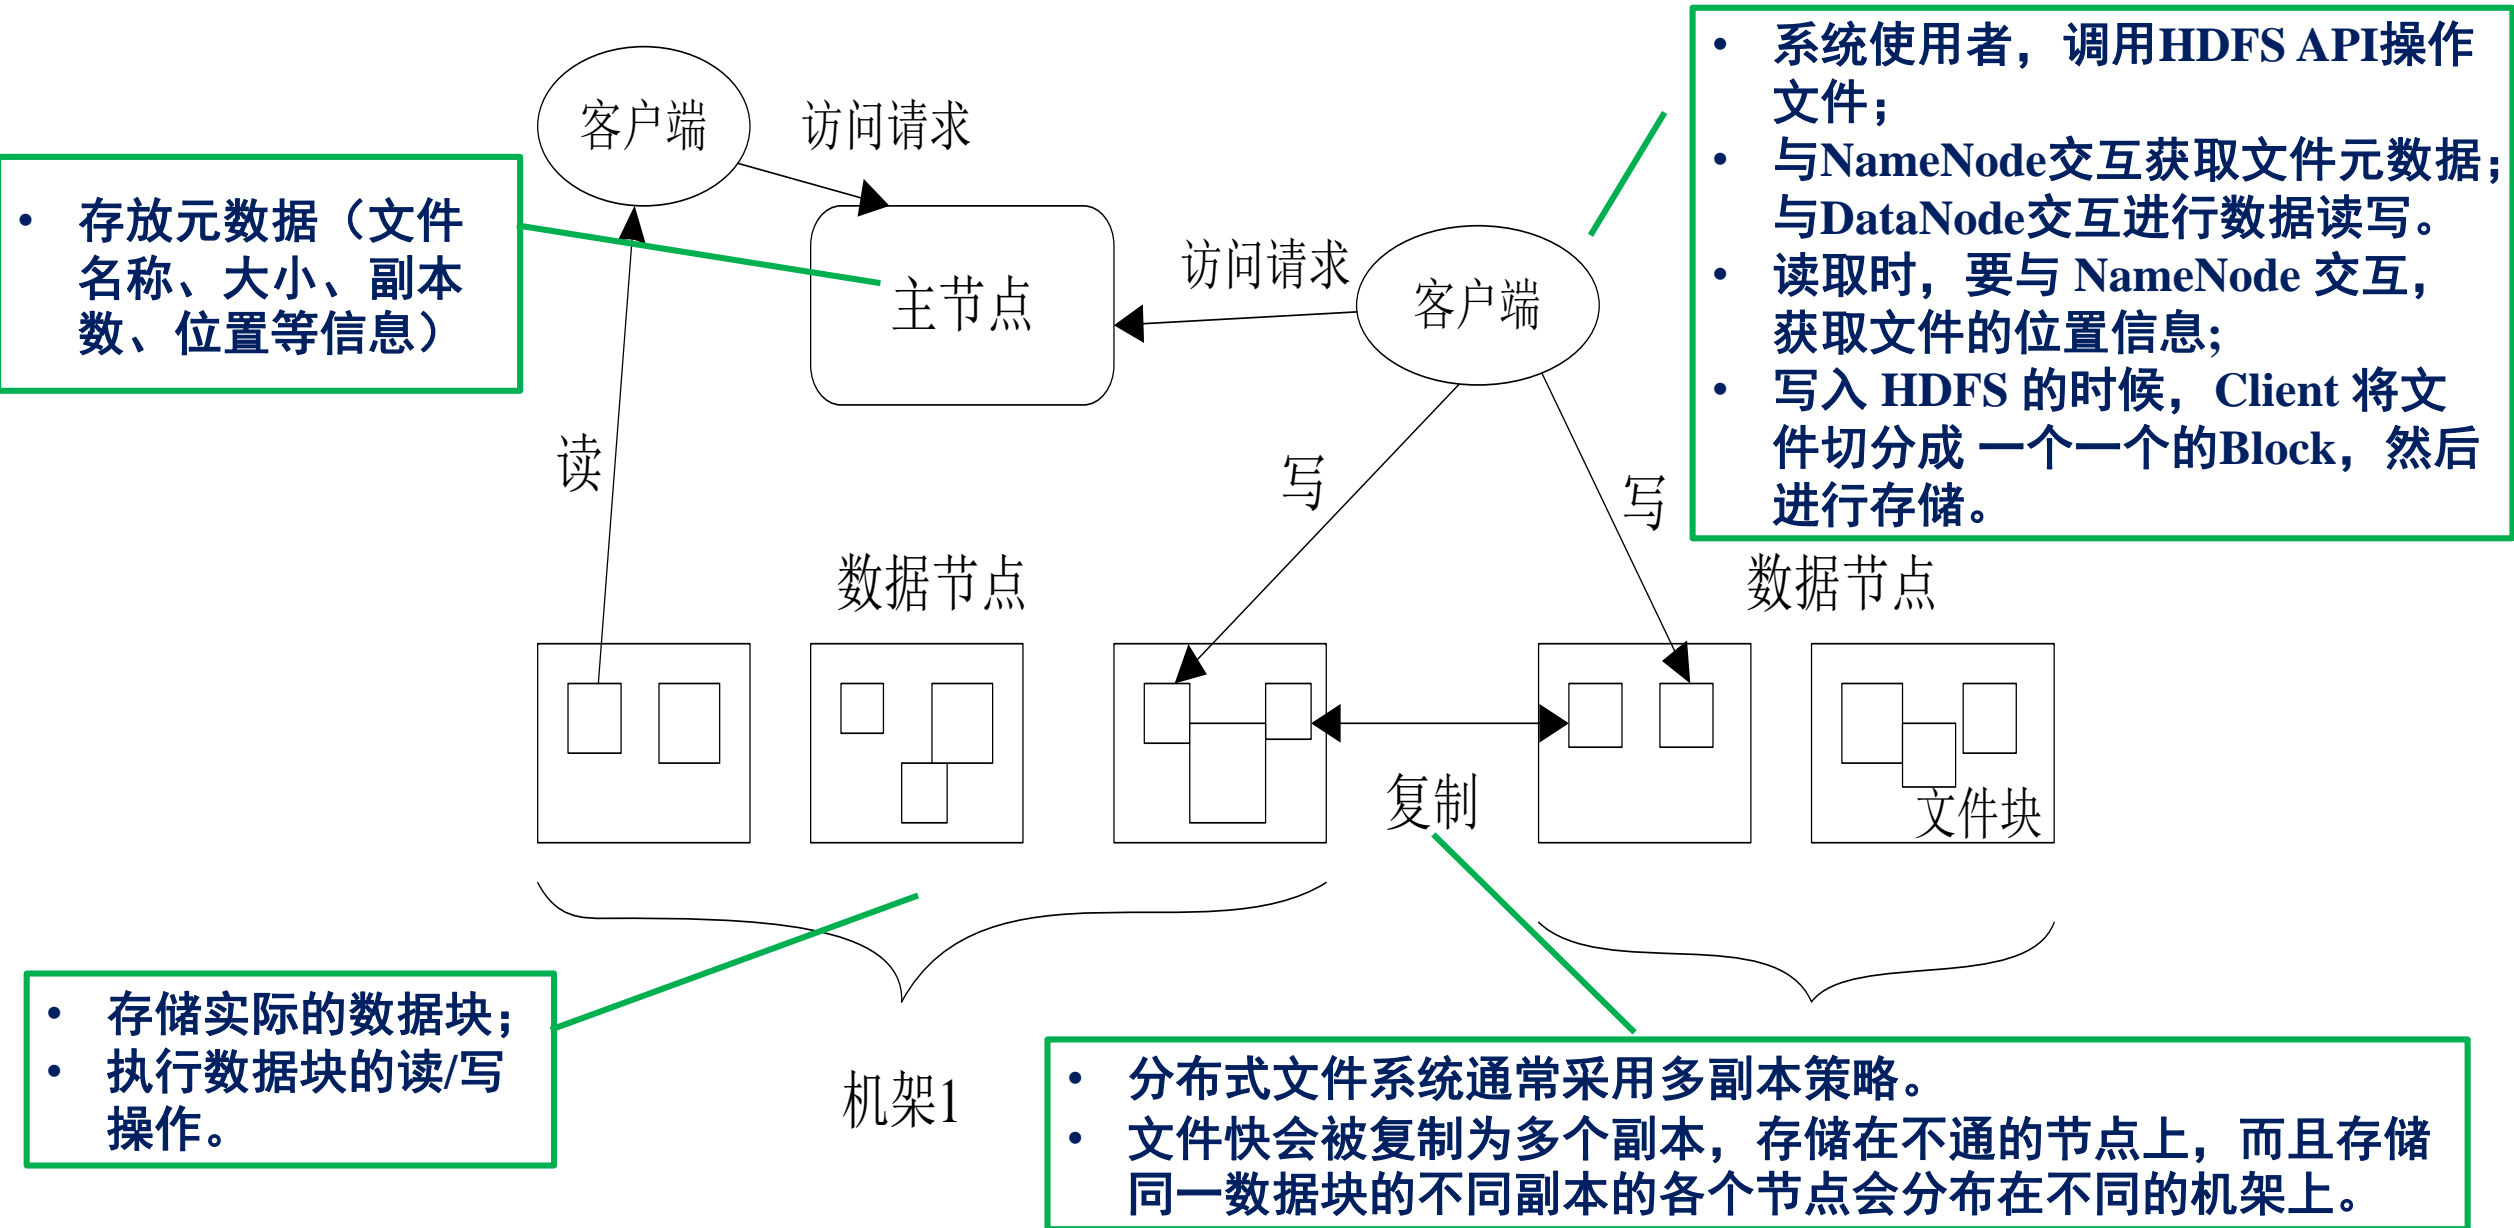 • 系统使用者，调用HDFS API操作
文件；
• 与NameNode交互获取文件元数据；
与DataNode交互进行数据读写。
• 读取时，要与 NameNode 交互，
获取文件的位置信息;
• 写入 HDFS 的时候，Client 将文
件切分成 一个一个的Block，然后
进行存储。
客户端
访问请求
• 存放元数据（文件
名称、大小、副本
数、位置等信息）
主节点
访问请求
客户端
读
写
写
数据节点
数据节点
复制
文件块
• 存储实际的数据块；
• 执行数据块的读/写
操作。
机架1
• 分布式文件系统通常采用多副本策略。
• 文件快会被复制为多个副本，存储在不通的节点上，而且存储
同一数据块的不同副本的各个节点会分布在不同的机架上。